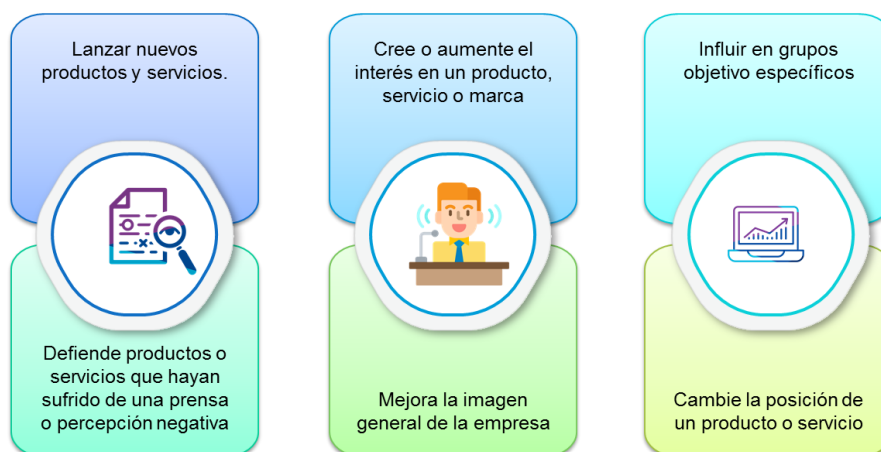 Lanzar nuevos
productos y servicios.
Cree o aumente el
interés en un producto,
servicio o marca
Influir en grupos
objetivo específicos
Defiende productos o
servicios que hayan
sufrido de una prensa
o percepción negativa
Mejora la imagen
general de la empresa
Cambie la posición de
un producto o servicio